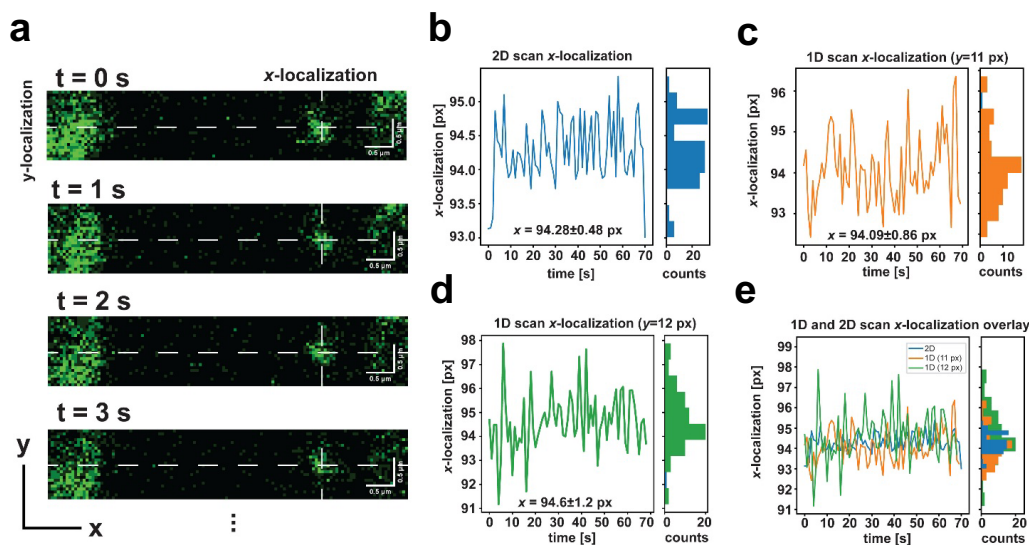 a
y-localization
t = 0 s
x-localization
0.5 µm
0.5 µm
t = 1 s
0.5 µm
0.5 µm
t = 2 s
0.5 µm
0.5 µm
t = 3 s
0.5 µm
0.5 µm
y
x
...
b
2D scan x-localization
x-localization [px]
95.0
94.5
94.0
93.5
93.0
x = 94.28±0.48 px
0 10 20 30 40 50 60 70
time [s]
0 20
counts
c
1D scan x-localization (y=11 px)
x-localization [px]
96
95
94
93
x = 94.09±0.86 px
0 10 20 30 40 50 60 70
time [s]
0 10
counts
d
1D scan x-localization (y=12 px)
x-localization [px]
98
97
96
95
94
93
92
91
x = 94.6±1.2 px
0 10 20 30 40 50 60 70
time [s]
0 10 20
counts
e
1D and 2D scan x-localization overlay
x-localization [px]
99
98
97
96
95
94
93
92
91
2D
1D (11 px)
1D (12 px)
0 10 20 30 40 50 60 70
time [s]
0 20
counts